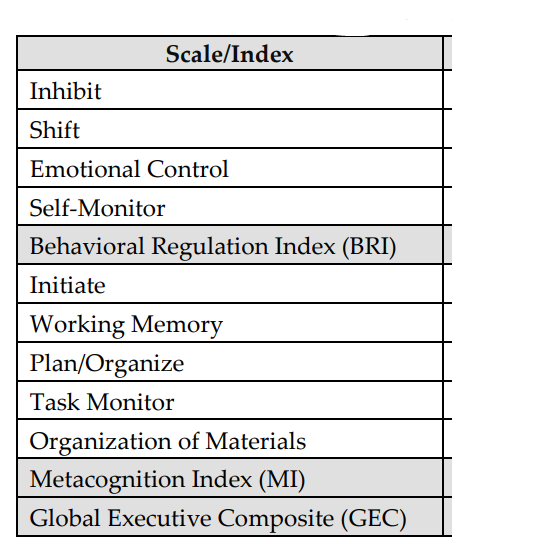 Scale/Index
Inhibit
Shift
Emotional Control
Self-Monitor
Behavioral Regulation Index (BRI)
Initiate
Working Memory
Plan/Organize
Task Monitor
Organization of Materials
Metacognition Index (MI)
Global Executive Composite (GEC)